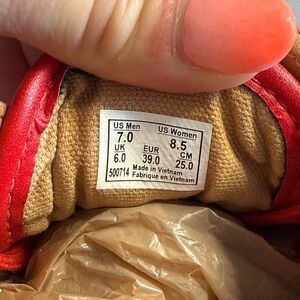 US Men US Women
7.0 8.5
UK EUR CM
6.0 39.0 25.0
500714 Made in Vietnam
Fabrique en Vietnam